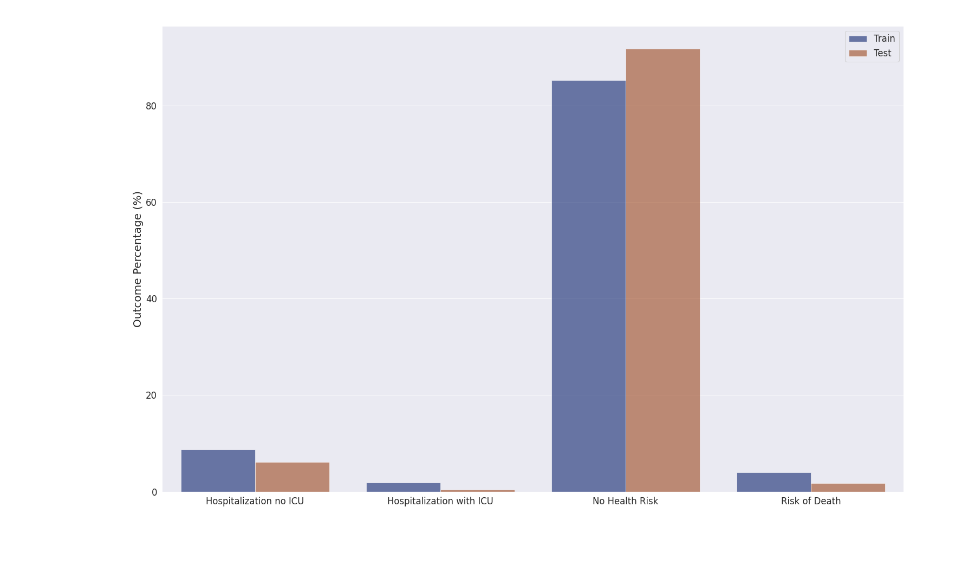 Train
Test
Outcome Percentage (%)
80
60
40
20
0
Hospitalization no ICU
Hospitalization with ICU
No Health Risk
Risk of Death